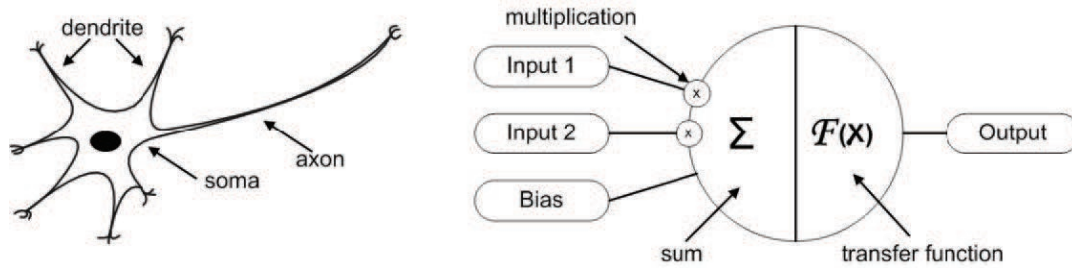 dendrite
axon
soma
multiplication
Input 1
x
Input 2
x
Bias
Σ
ℱ(X)
Output
sum
transfer function